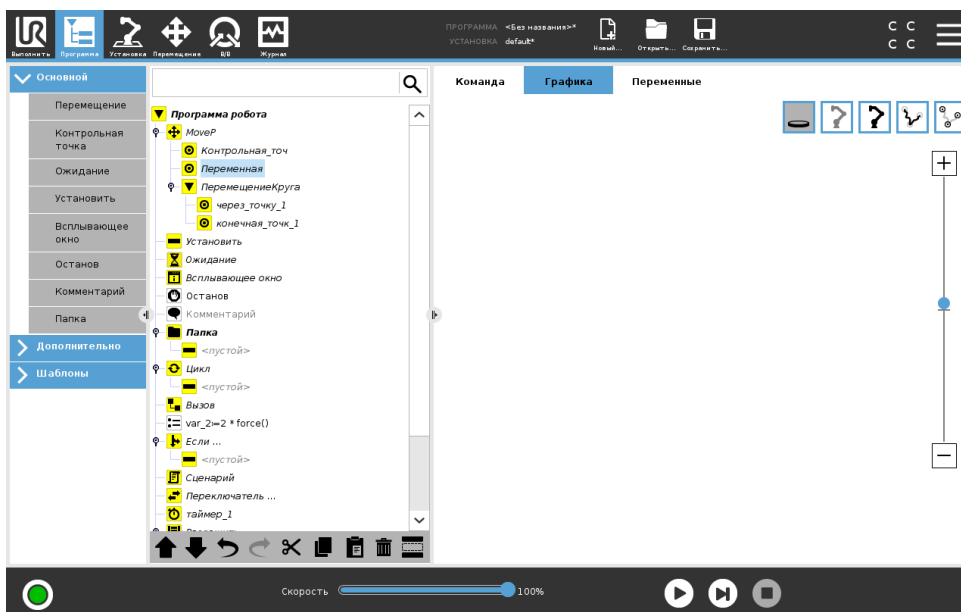 ПРОГРАММА <Без названия>*
УСТАНОВКА default*
Выполнить
Программа
Установка
Перемещение
В/В
Журнал
Новый...
Открыть...
Сохранить...
C C
C C
Основной
Перемещение
Контрольная
точка
Ожидание
Установить
Всплывающее
окно
Останов
Комментарий
Папка
Дополнительно
Шаблоны
Программа робота
MoveP
Контрольная_точ
Переменная
ПеремещениеКруга
через_точку_1
конечная_точк_1
Установить
Ожидание
Всплывающее окно
Останов
Комментарий
Папка
<пустой>
Цикл
<пустой>
Вызов
var_2:=2 * force()
Если ...
<пустой>
Сценарий
Переключатель ...
таймер_1
Команда
Графика
Переменные
Скорость
100%